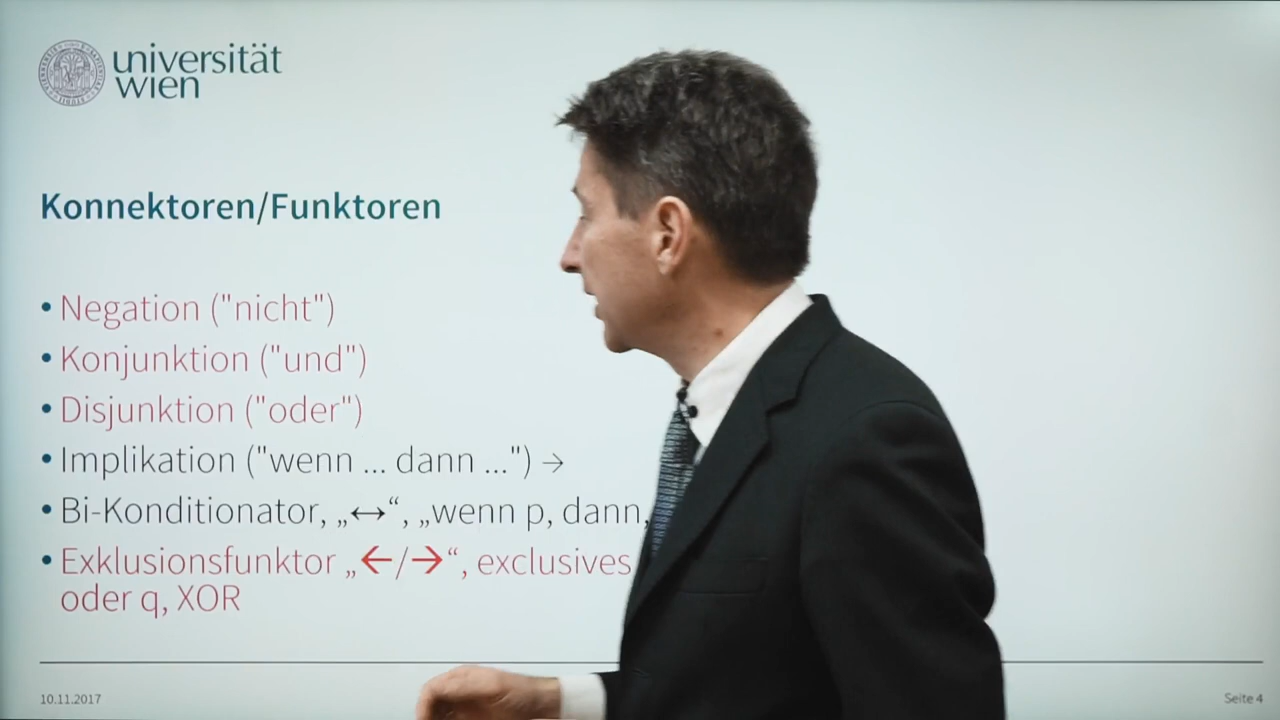 universität
wien
Konnektoren/Funktoren
• Negation ("nicht")
• Konjunktion ("und")
• Disjunktion ("oder")
• Implikation ("wenn ... dann ...") →
• Bi-Konditionator, „↔“, „wenn p, dann,
• Exklusionsfunktor „←/→“, exclusives
oder q, XOR
10.11.2017
Seite 4